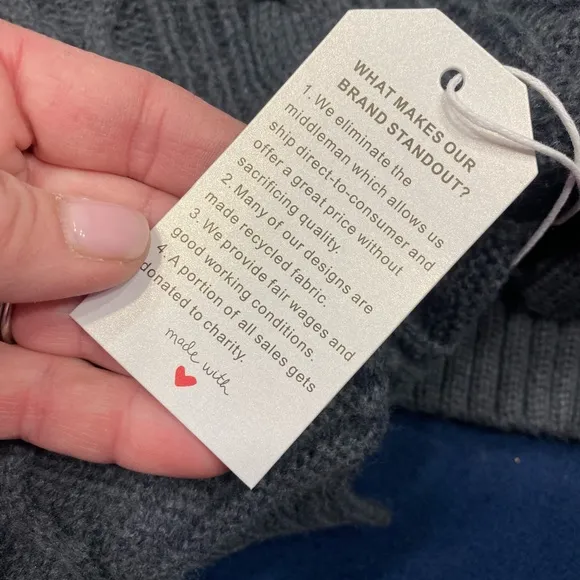 WHAT MAKES OUR
BRAND STANDOUT?
1. We eliminate the
middleman which allows us
ship direct-to-consumer and
offer a great price without
sacrificing quality.
2. Many of our designs are
made recycled fabric.
3. We provide fair wages and
good working conditions.
4. A portion of all sales gets
donated to charity.
made with